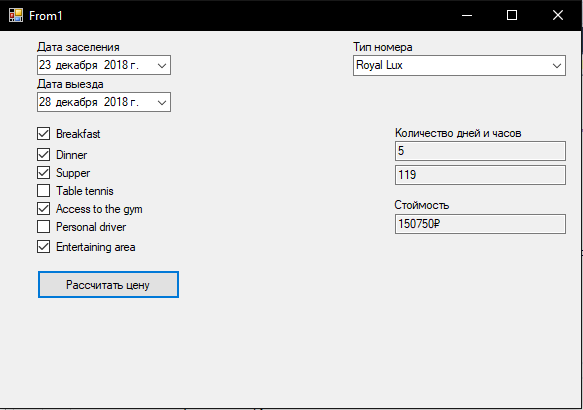 From1
Дата заселения
23 декабря 2018 г.
Дата выезда
28 декабря 2018 г.
Тип номера
Royal Lux
Breakfast
Dinner
Supper
Table tennis
Access to the gym
Personal driver
Entertaining area
Количество дней и часов
5
119
Стоймость
150750₽
Рассчитать цену